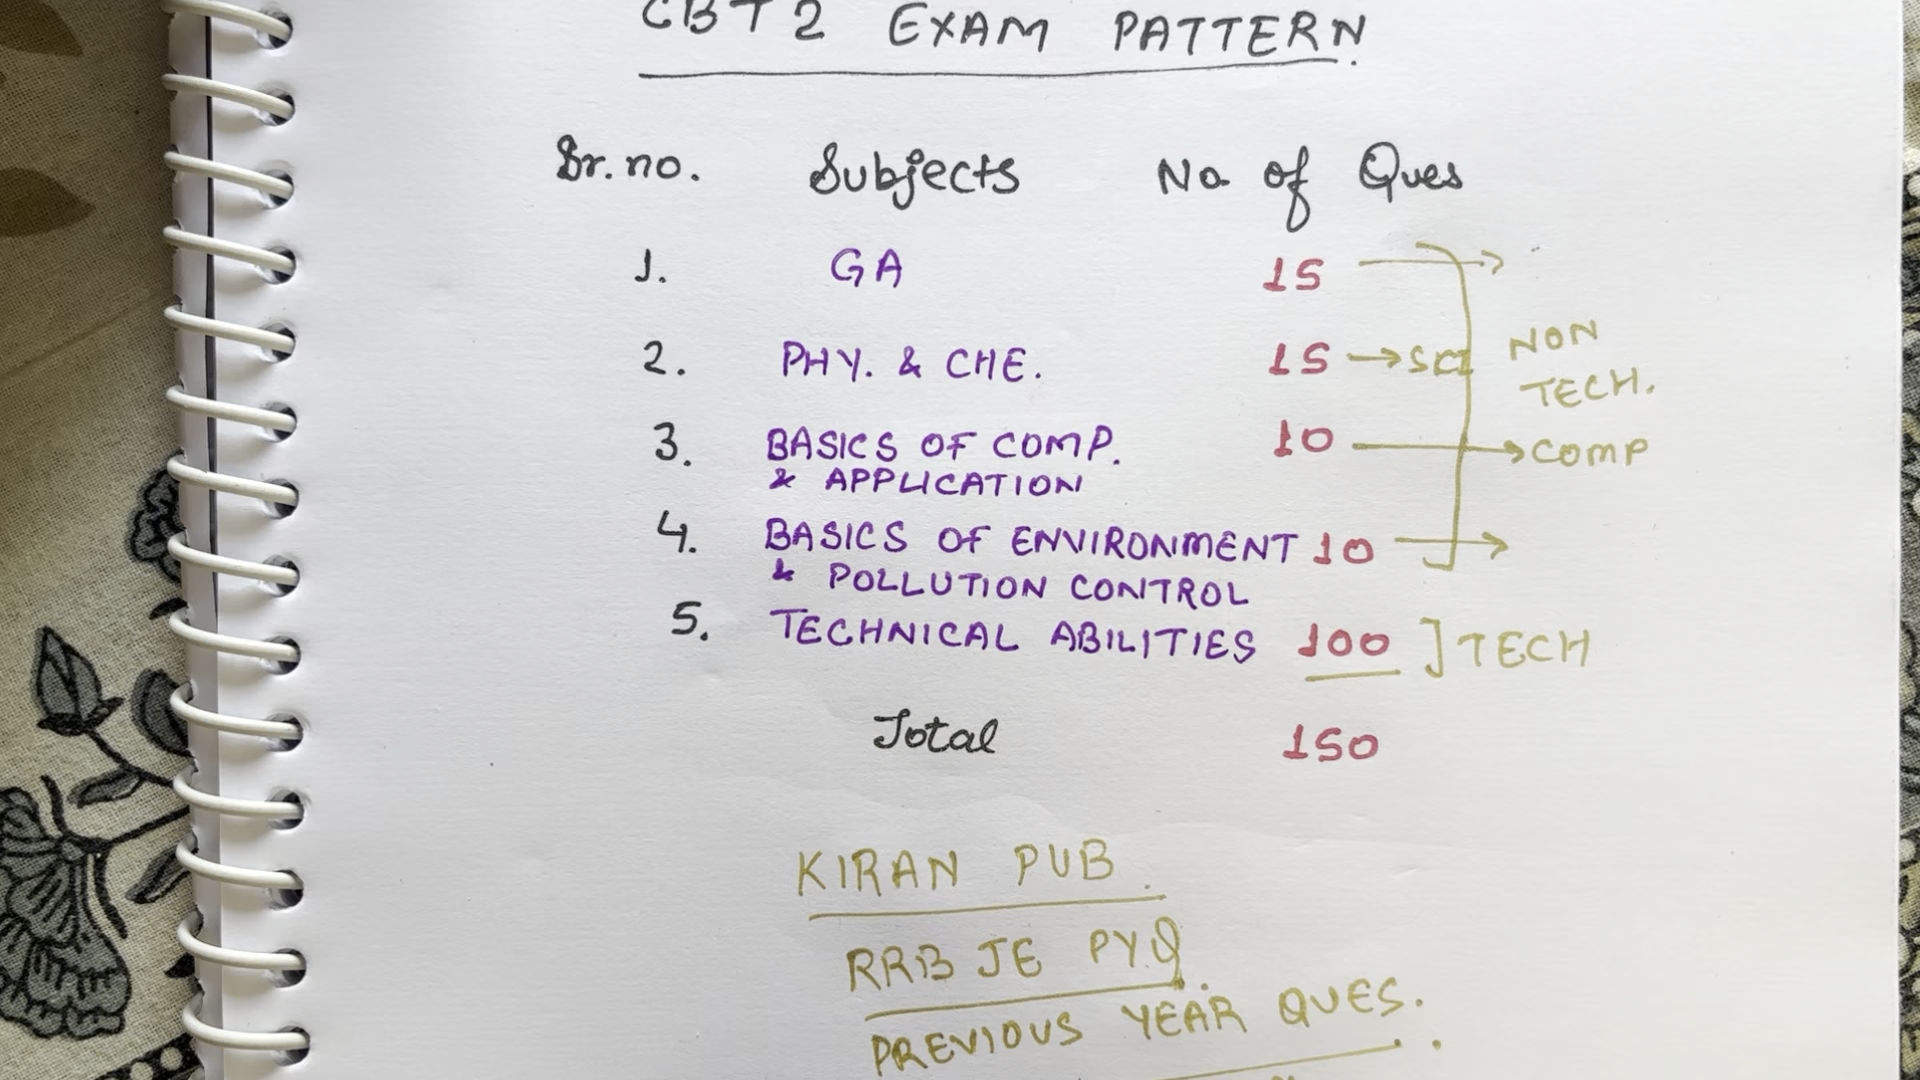 CBT 2 EXAM PATTERN.
Sr. no. Subjects No. of Ques
1. GA 15
2. PHY. & CHE. 15 → SCI
NON
TECH.
3. BASICS OF COMP. 10 → COMP
& APPLICATION
4. BASICS OF ENVIRONMENT 10 →
& POLLUTION CONTROL
5. TECHNICAL ABILITIES 100 ] TECH
Total 150
KIRAN PUB.
RRB JE PYQ.
PREVIOUS YEAR QUES.